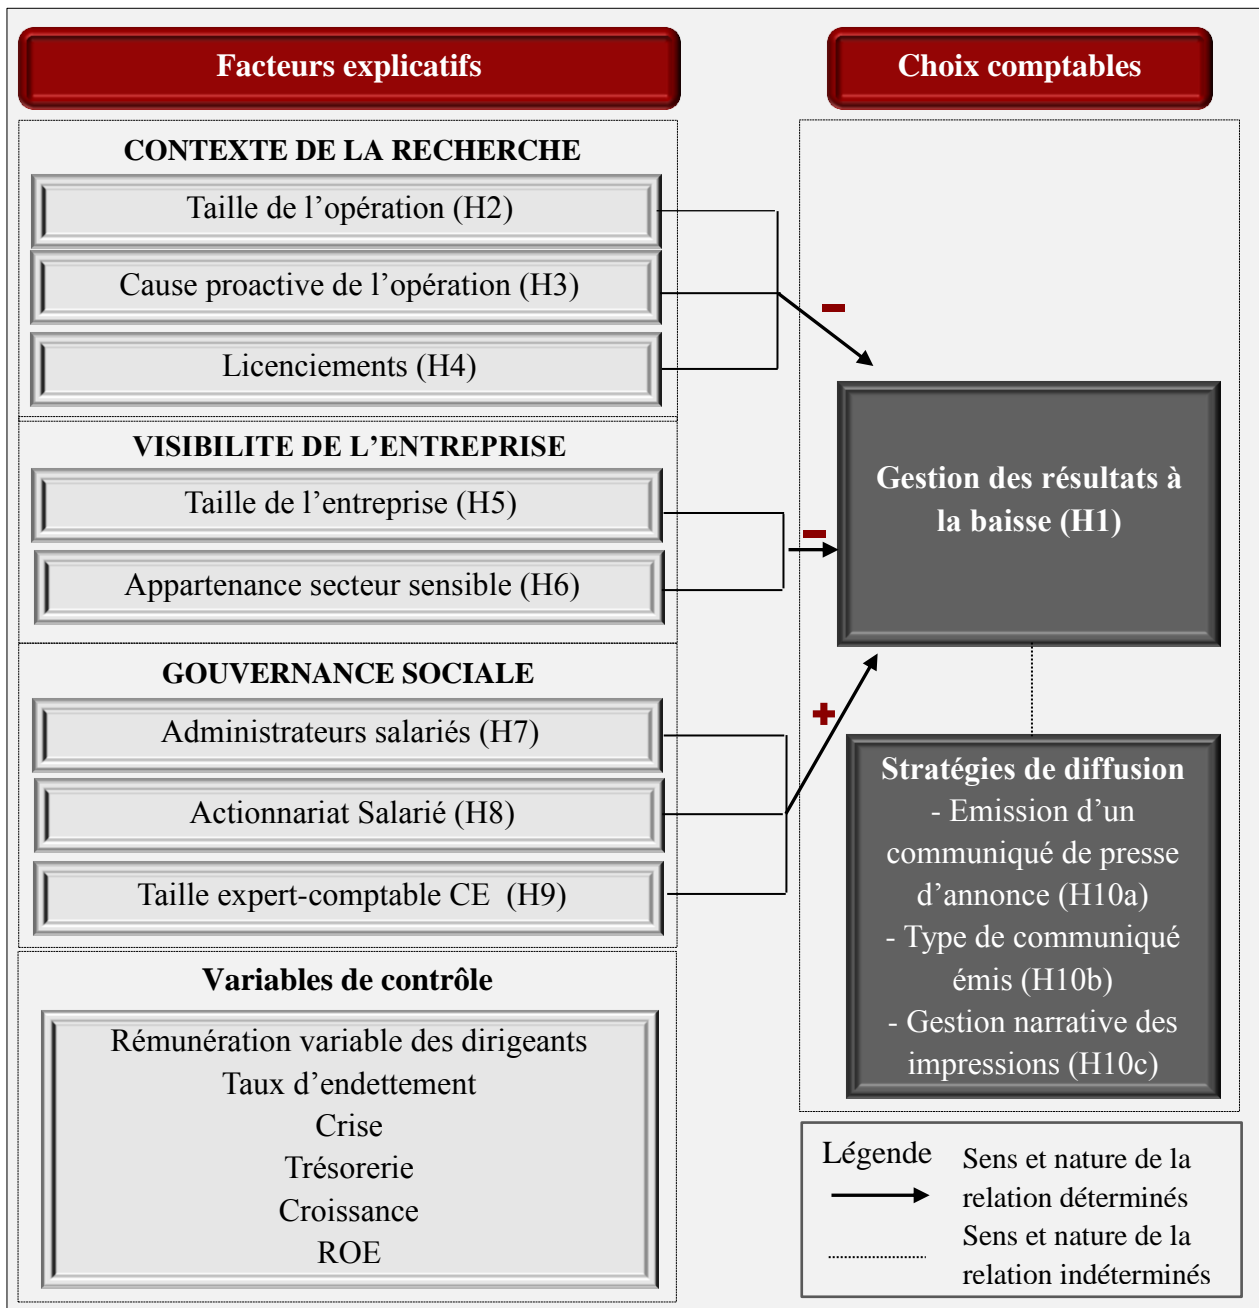 Facteurs explicatifs
Choix comptables
CONTEXTE DE LA RECHERCHE
Taille de l’opération (H2)
Cause proactive de l’opération (H3)
Licenciements (H4)
VISIBILITE DE L’ENTREPRISE
Taille de l’entreprise (H5)
Appartenance secteur sensible (H6)
GOUVERNANCE SOCIALE
Administrateurs salariés (H7)
Actionnariat Salarié (H8)
Taille expert-comptable CE (H9)
Variables de contrôle
Rémunération variable des dirigeants
Taux d’endettement
Crise
Trésorerie
Croissance
ROE
-
-
+
Gestion des résultats à
la baisse (H1)
Stratégies de diffusion
- Emission d’un
communiqué de presse
d’annonce (H10a)
- Type de communiqué
émis (H10b)
- Gestion narrative des
impressions (H10c)
Légende
Sens et nature de la
relation déterminés
Sens et nature de la
relation indéterminés